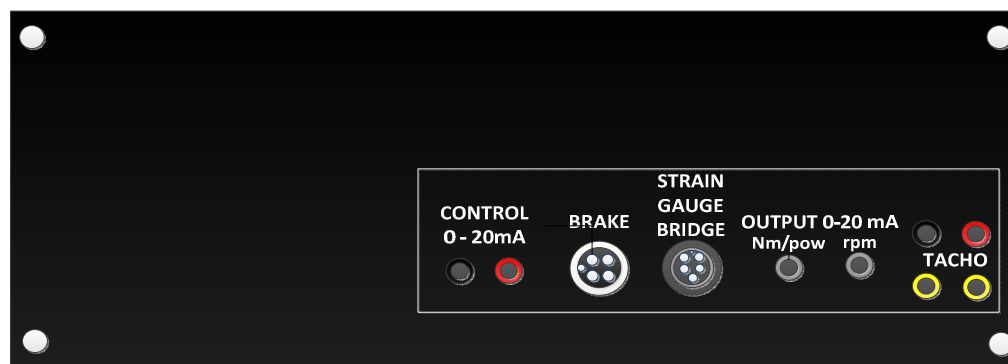 CONTROL
0 - 20mA
BRAKE
STRAIN
GAUGE
BRIDGE
OUTPUT 0-20 mA
Nm/pow rpm
TACHO